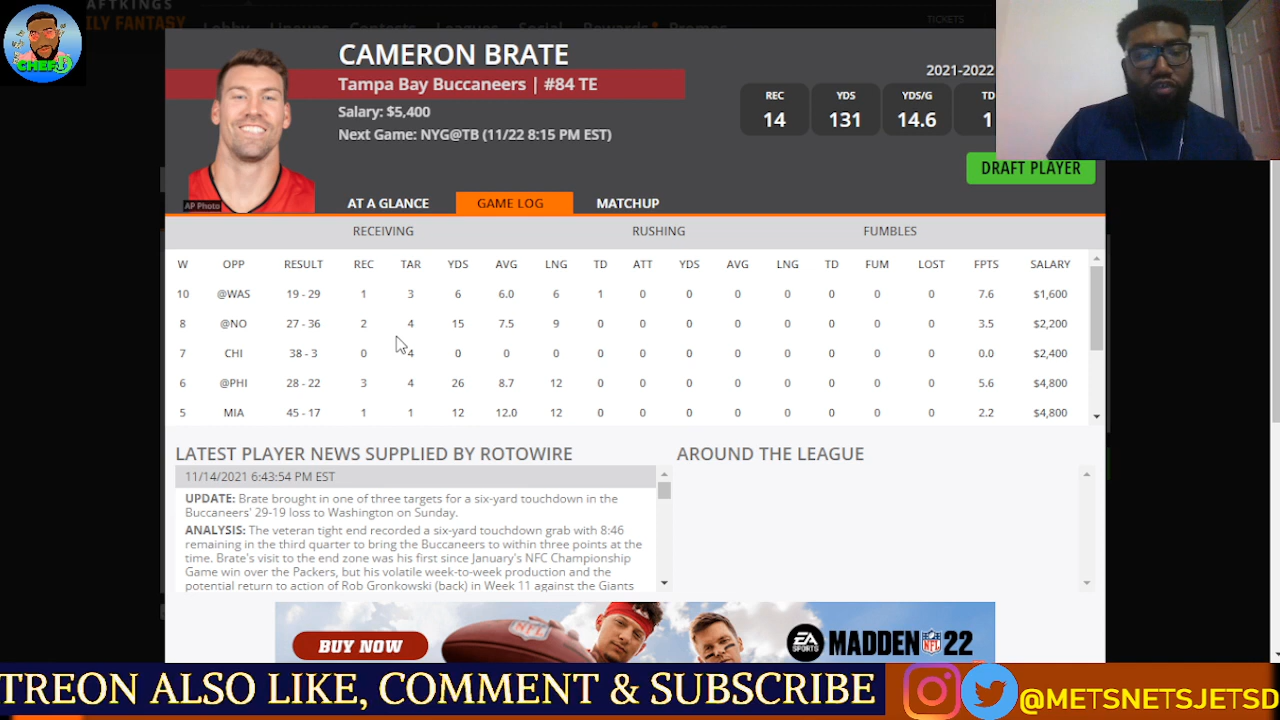 AFTKINGS
ILY FANTASY
Lobby Lineups Contests Leagues Social Rewards Promos
TICKETS
CHEF
CAMERON BRATE
Tampa Bay Buccaneers | #84 TE
Salary: $5,400
Next Game: NYG@TB (11/22 8:15 PM EST)
2021-2022
REC YDS YDS/G TD
14 131 14.6 1
DRAFT PLAYER
AP Photo
AT A GLANCE GAME LOG MATCHUP
RECEIVING RUSHING FUMBLES
W OPP RESULT REC TAR YDS AVG LNG TD ATT YDS AVG LNG TD FUM LOST FPTS SALARY
10 @WAS 19 - 29 1 3 6 6.0 6 1 0 0 0 0 0 0 0 7.6 $1,600
8 @NO 27 - 36 2 4 15 7.5 9 0 0 0 0 0 0 0 0 3.5 $2,200
7 CHI 38 - 3 0 4 0 0 0 0 0 0 0 0 0 0 0 0.0 $2,400
6 @PHI 28 - 22 3 4 26 8.7 12 0 0 0 0 0 0 0 0 5.6 $4,800
5 MIA 45 - 17 1 1 12 12.0 12 0 0 0 0 0 0 0 0 2.2 $4,800
LATEST PLAYER NEWS SUPPLIED BY ROTOWIRE
AROUND THE LEAGUE
11/14/2021 6:43:54 PM EST
UPDATE: Brate brought in one of three targets for a six-yard touchdown in the
Buccaneers' 29-19 loss to Washington on Sunday.
ANALYSIS: The veteran tight end recorded a six-yard touchdown grab with 8:46
remaining in the third quarter to bring the Buccaneers to within three points at the
time. Brate's visit to the end zone was his first since January's NFC Championship
Game win over the Packers, but his volatile week-to-week production and the
potential return to action of Rob Gronkowski (back) in Week 11 against the Giants
BUY NOW
NFL
EA
SPORTS
MADDEN NFL 22
TREON ALSO LIKE, COMMENT & SUBSCRIBE
@METSNETSJETSD